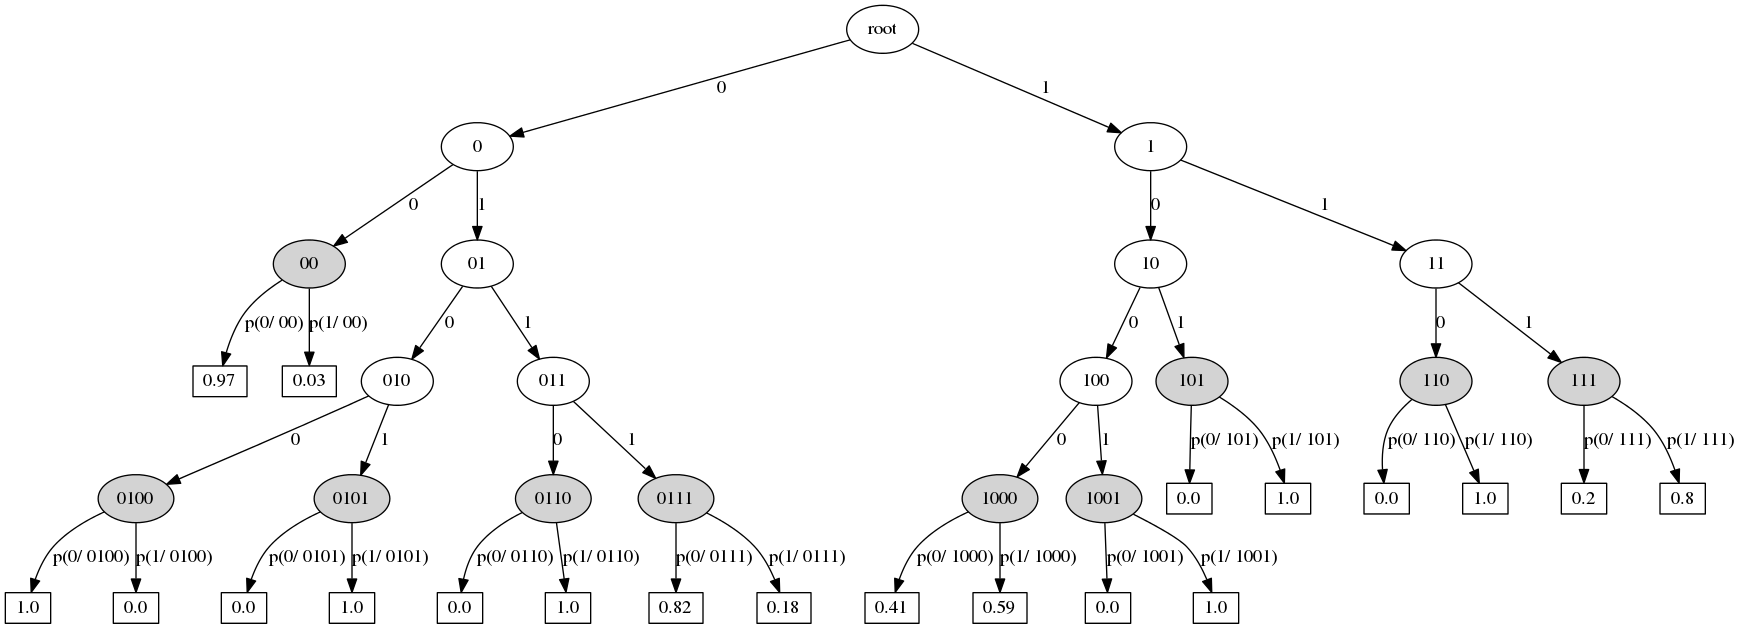 root
0 1
0 1
0 1 0 1
00 01 10 11
p(0/ 00) p(1/ 00) 0 1 0 1 0 1
0.97 0.03 010 011 100 101 110 111
0 1 0 1 0 1 p(0/ 101) p(1/ 101) p(0/ 110) p(1/ 110) p(0/ 111) p(1/ 111)
0100 0101 0110 0111 1000 1001 0.0 1.0 0.0 1.0 0.2 0.8
p(0/ 0100) p(1/ 0100) p(0/ 0101) p(1/ 0101) p(0/ 0110) p(1/ 0110) p(0/ 0111) p(1/ 0111) p(0/ 1000) p(1/ 1000) p(0/ 1001) p(1/ 1001)
1.0 0.0 0.0 1.0 0.0 1.0 0.82 0.18 0.41 0.59 0.0 1.0